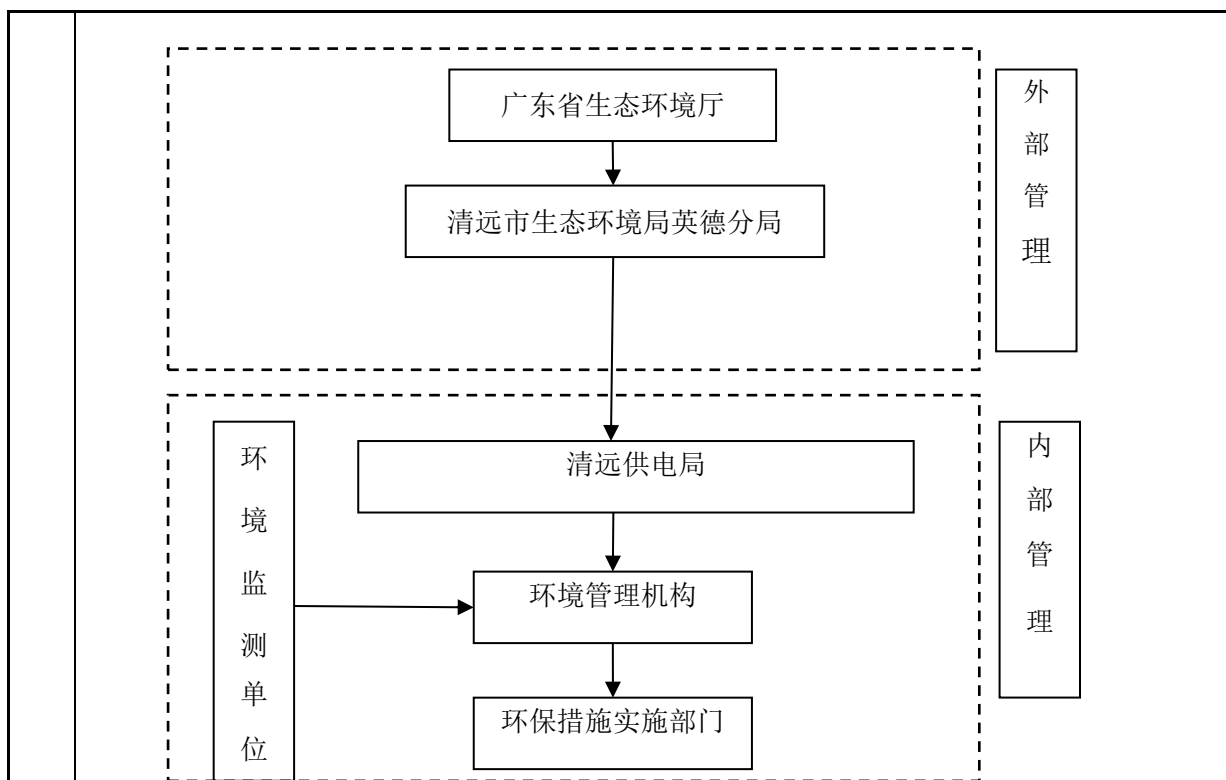 广东省生态环境厅
清远市生态环境局英德分局
外部管理
清远供电局
环境管理机构
环保措施实施部门
环境监测单位
内部管理